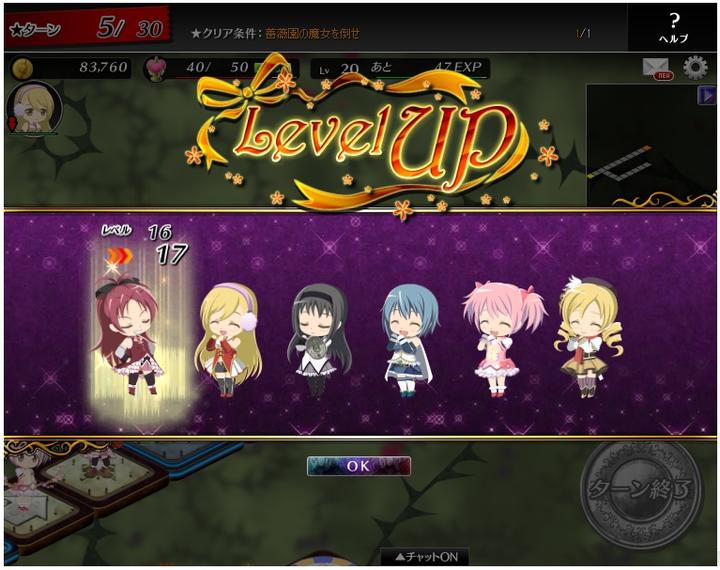 ★ターン 5/30
★クリア条件：薔薇園の魔女を倒せ 1/1
?
ヘルプ
83,760
40/ 50
Lv 20 あと 47EXP
NEW
Level UP
レベル 16
17
OK
ターン終了
▲チャットON